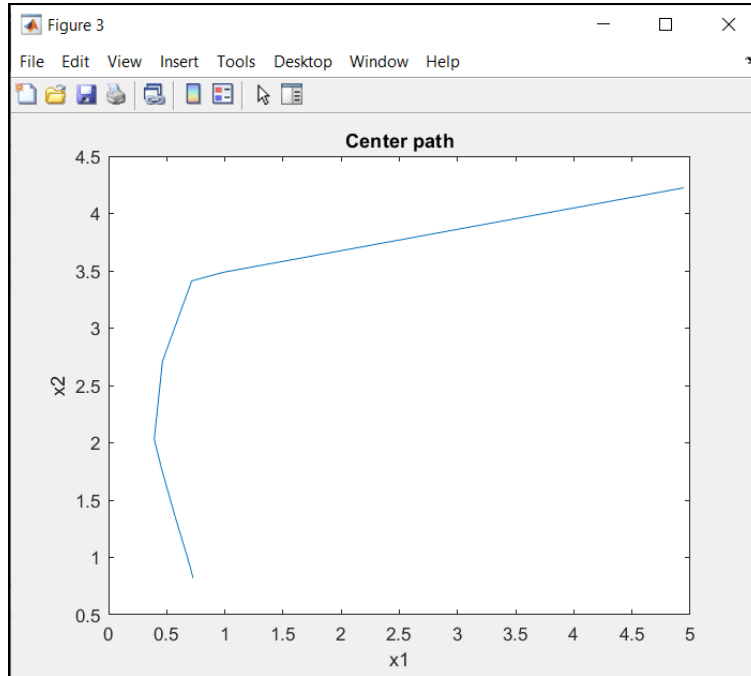 Figure 3
File Edit View Insert Tools Desktop Window Help
Center path
4.5
4
3.5
3
2.5
2
1.5
1
0.5
x2
0 0.5 1 1.5 2 2.5 3 3.5 4 4.5 5
x1